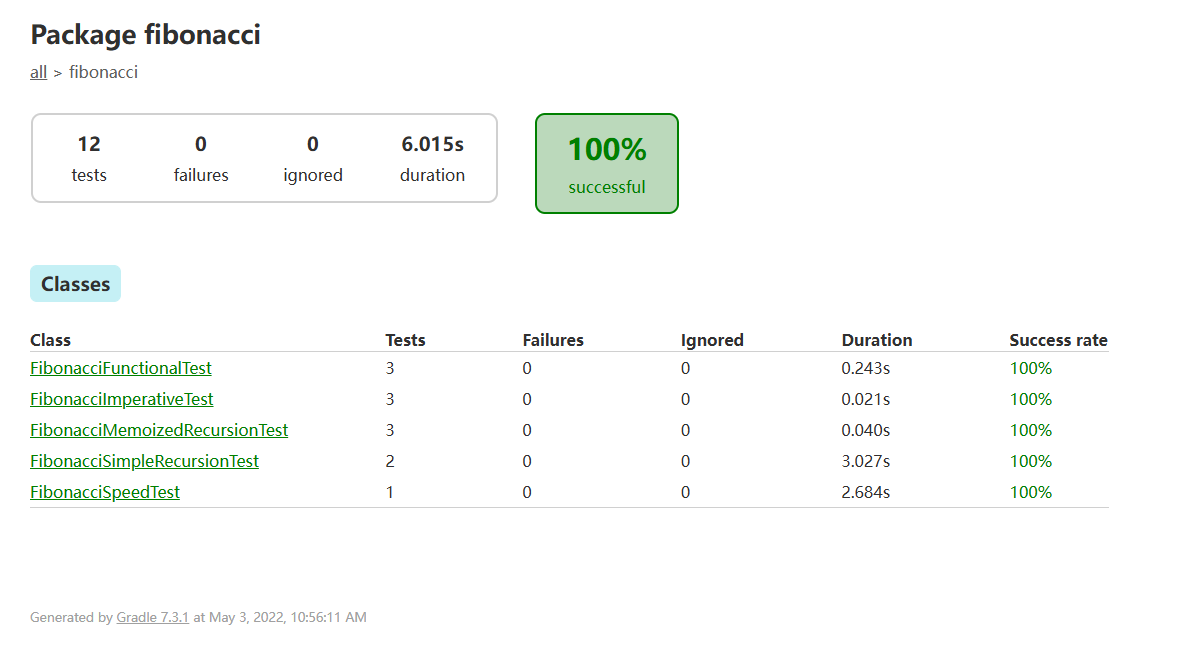 Package fibonacci
all > fibonacci
12 0 0 6.015s
tests failures ignored duration
100%
successful
Classes
Class Tests Failures Ignored Duration Success rate
FibonacciFunctionalTest 3 0 0 0.243s 100%
FibonacciImperativeTest 3 0 0 0.021s 100%
FibonacciMemoizedRecursionTest 3 0 0 0.040s 100%
FibonacciSimpleRecursionTest 2 0 0 3.027s 100%
FibonacciSpeedTest 1 0 0 2.684s 100%
Generated by Gradle 7.3.1 at May 3, 2022, 10:56:11 AM